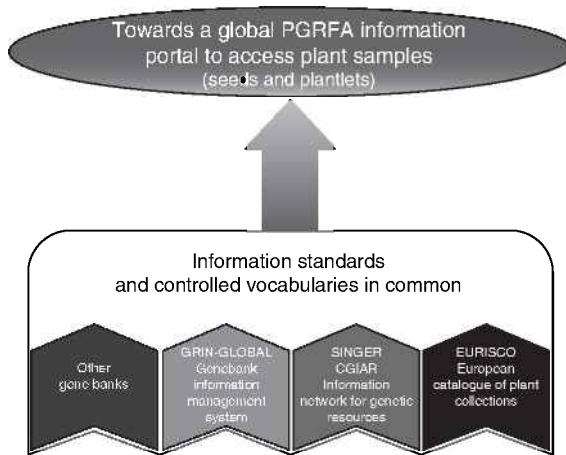 Towards a global PGRFA information
portal to access plant samples
(seeds and plantlets)
Information standards
and controlled vocabularies in common
Other
gene banks
GRIN-GLOBAL
Genebank
information
management
system
SINGER
CGIAR
Information
network for genetic
resources
EURISCO
European
catalogue of plant
collections